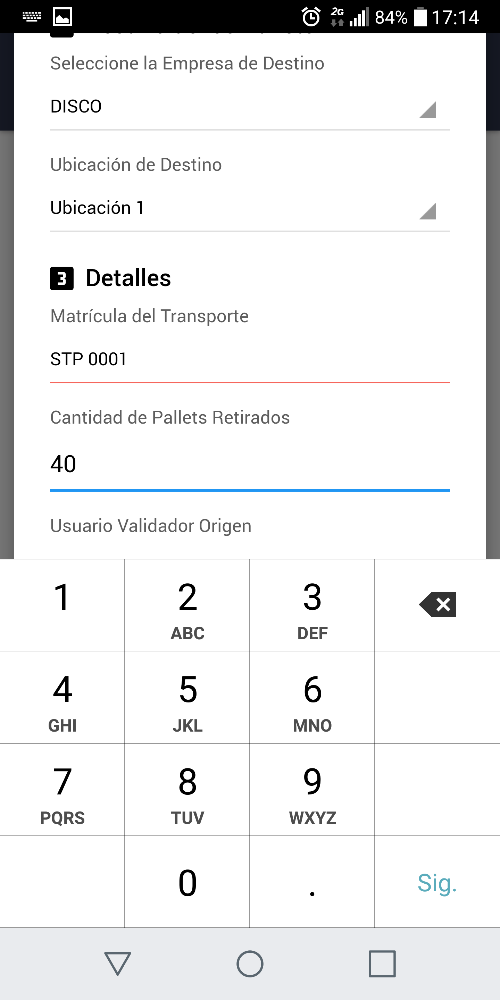 2G 84% 17:14
Seleccione la Empresa de Destino
DISCO
Ubicación de Destino
Ubicación 1
3 Detalles
Matrícula del Transporte
STP 0001
Cantidad de Pallets Retirados
40
Usuario Validador Origen
1 2 3
ABC DEF
4 5 6
GHI JKL MNO
7 8 9
PQRS TUV WXYZ
0 . Sig.